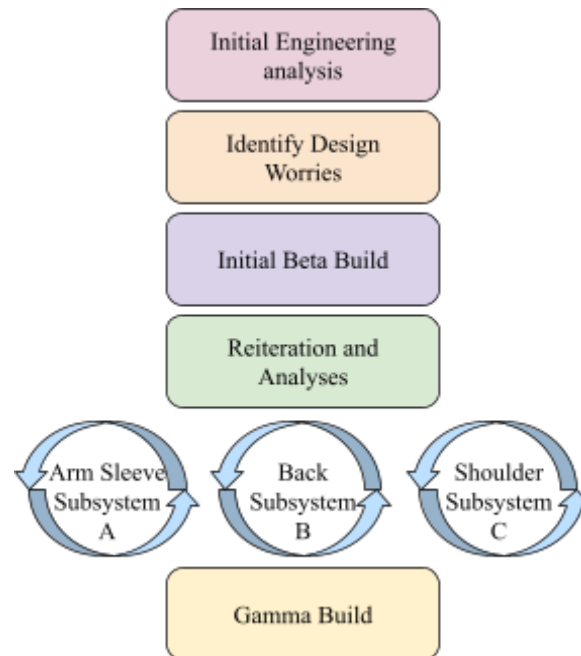 Initial Engineering
analysis
Identify Design
Worries
Initial Beta Build
Reiteration and
Analyses
Arm Sleeve
Subsystem
A
Back
Subsystem
B
Shoulder
Subsystem
C
Gamma Build